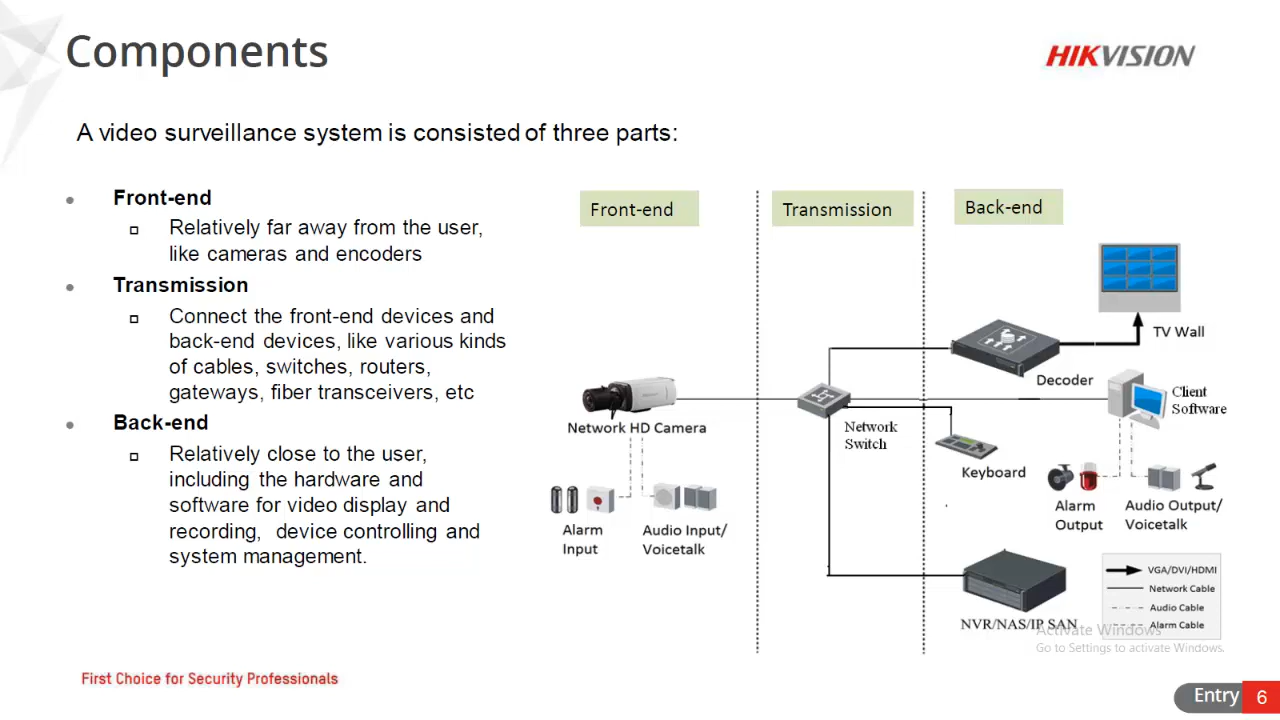 Components
HIKVISION
A video surveillance system is consisted of three parts:
Front-end
Relatively far away from the user,
like cameras and encoders
Transmission
Connect the front-end devices and
back-end devices, like various kinds
of cables, switches, routers,
gateways, fiber transceivers, etc
Back-end
Relatively close to the user,
including the hardware and
software for video display and
recording, device controlling and
system management.
Front-end
Transmission
Back-end
TV Wall
Decoder
Client
Software
Network HD Camera
Network
Switch
Keyboard
Alarm
Input
Audio Input/
Voicetalk
Alarm
Output
Audio Output/
Voicetalk
NVR/NAS/IP SAN
VGA/DVI/HDMI
Network Cable
Audio Cable
Alarm Cable
Activate Windows
Go to Settings to activate Windows.
First Choice for Security Professionals
Entry 6